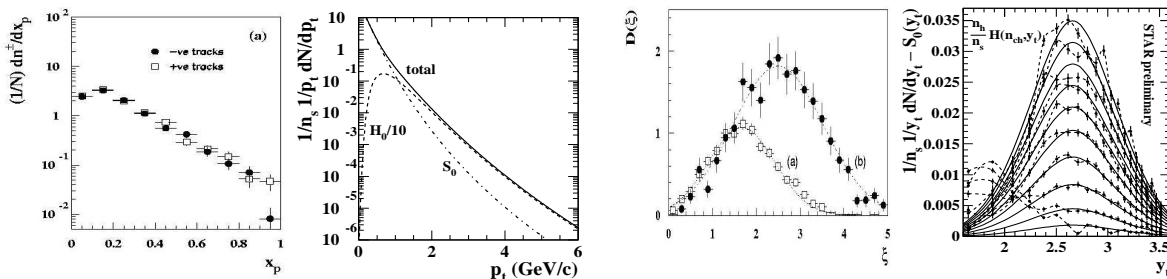 (1/N) dn±/dxp
10²
10
1
10⁻¹
10⁻²
(a)
-ve tracks
+ve tracks
0 0.2 0.4 0.6 0.8 1
xp
1/ns 1/pt dN/dpt
10
1
10⁻¹
10⁻²
10⁻³
10⁻⁴
10⁻⁵
10⁻⁶
10
total
H0/10
S0
2 4 6
pt (GeV/c)
D(ξ)
2
1
0
(a)
(b)
0 1 2 3 4 5
ξ
1/ns 1/yt dN/dyt − S0(yt)
0.035
0.03
0.025
0.02
0.015
0.01
0.005
0
nh
ns H(nch,yt)
STAR preliminary
2 2.5 3 3.5
yt